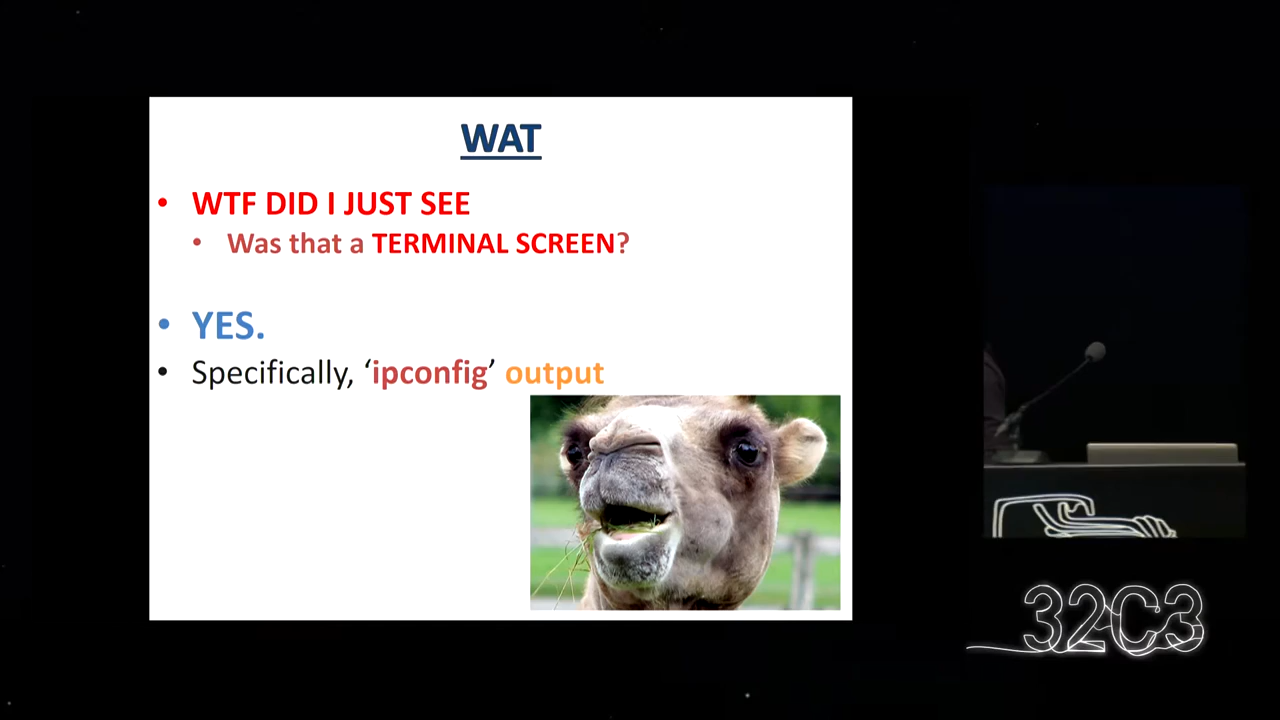 WAT
• WTF DID I JUST SEE
• Was that a TERMINAL SCREEN?
• YES.
• Specifically, ‘ipconfig’ output
32C3